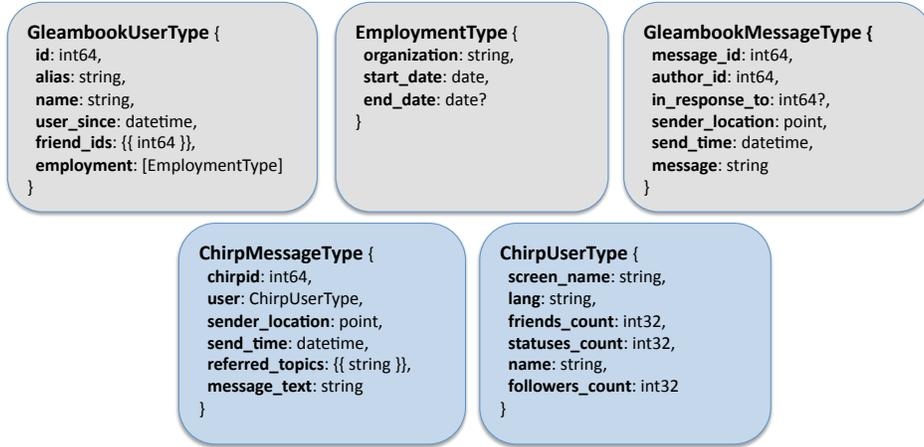 GleambookUserType {
id: int64,
alias: string,
name: string,
user_since: datetime,
friend_ids: {{ int64 }},
employment: [EmploymentType]
}
EmploymentType {
organization: string,
start_date: date,
end_date: date?
}
GleambookMessageType {
message_id: int64,
author_id: int64,
in_response_to: int64?,
sender_location: point,
send_time: datetime,
message: string
}
ChirpMessageType {
chirpid: int64,
user: ChirpUserType,
sender_location: point,
send_time: datetime,
referred_topics: {{ string }},
message_text: string
}
ChirpUserType {
screen_name: string,
lang: string,
friends_count: int32,
statuses_count: int32,
name: string,
followers_count: int32
}